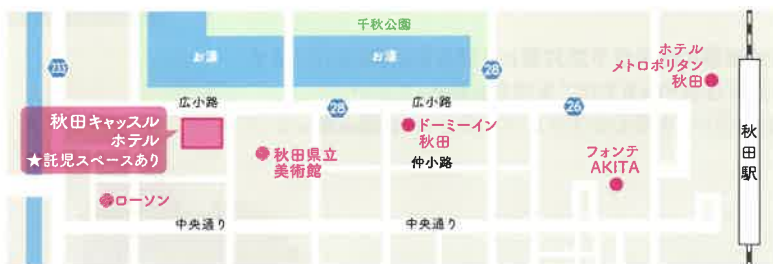 千秋公園
お濠
お濠
233
28
ホテル
メトロポリタン
秋田
広小路
28
広小路
26
秋田キャッスル
ホテル
★託児スペースあり
ドーミーイン
秋田
秋田県立
美術館
仲小路
フォンテ
AKITA
秋田駅
ローソン
中央通り
中央通り